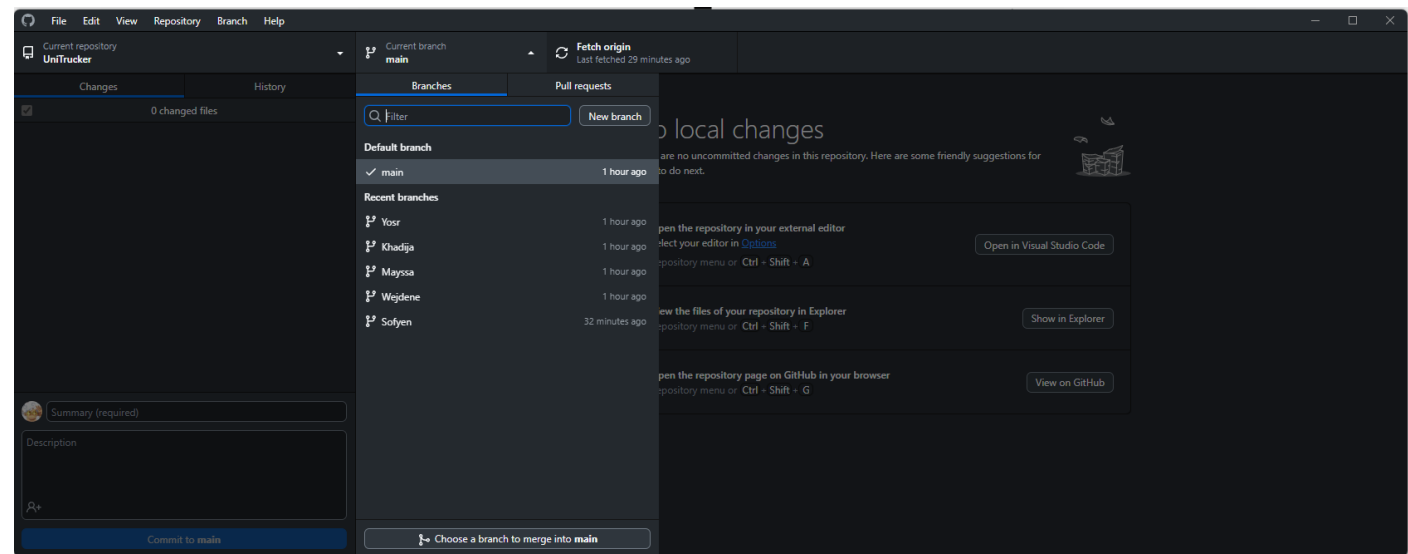 File Edit View Repository Branch Help
Current repository
UniTrucker
Current branch
main
Fetch origin
Last fetched 29 minutes ago
Changes History
0 changed files
Branches Pull requests
Filter
New branch
Default branch
main 1 hour ago
Recent branches
Yosr 1 hour ago
Khadija 1 hour ago
Mayssa 1 hour ago
Wejdene 1 hour ago
Sofyen 32 minutes ago
Choose a branch to merge into main
local changes
are no uncommitted changes in this repository. Here are some friendly suggestions for
to do next.
pen the repository in your external editor
elect your editor in Options
epository menu or Ctrl + Shift + A
Open in Visual Studio Code
ew the files of your repository in Explorer
epository menu or Ctrl + Shift + F
Show in Explorer
pen the repository page on GitHub in your browser
epository menu or Ctrl + Shift + G
View on GitHub
Summary (required)
Description
Commit to main